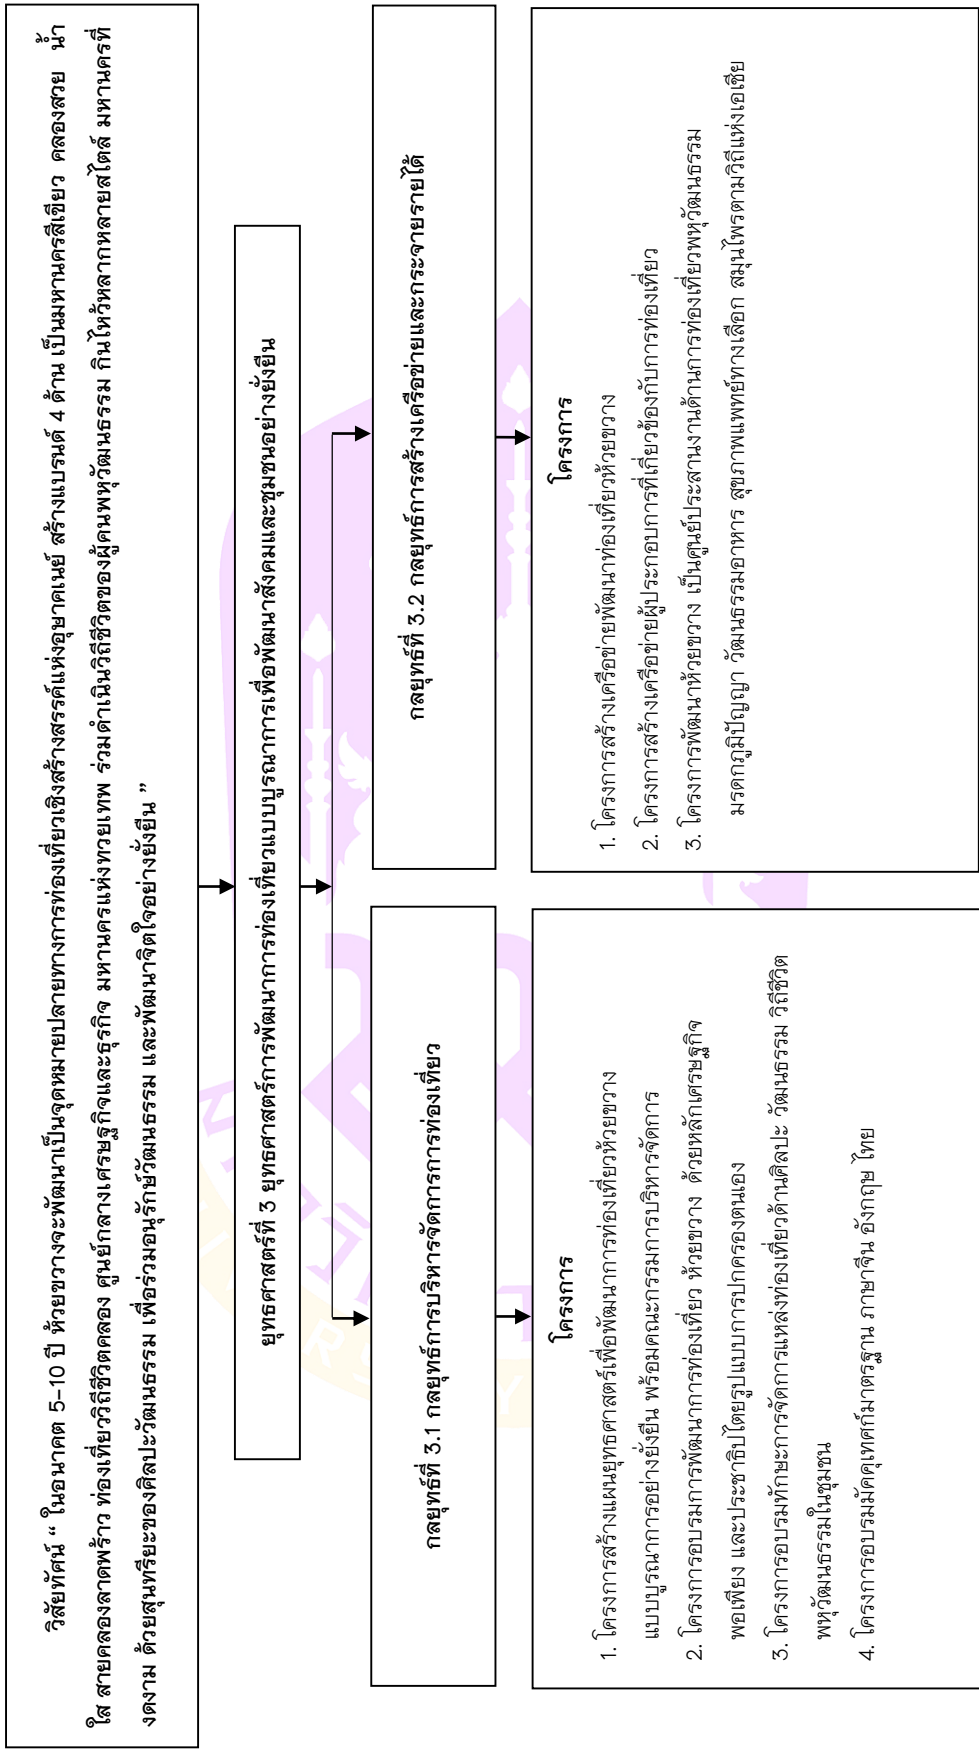 วิสัยทัศน์ “ ในอนาคต 5-10 ปี ห้วยขวางจะพัฒนาเป็นจุดหมายปลายทางการท่องเที่ยวเชิงสร้างสรรค์แห่งอุษาคเนย์ สร้างแบรนด์ 4 ด้าน เป็นมหานครสีเขียว คลองสวย น้ำ
ใส สายคลองลาดพร้าว ท่องเที่ยววิถีชีวิตคลอง ศูนย์กลางเศรษฐกิจและธุรกิจ มหานครแห่งทวยเทพ ร่วมดำเนินวิถีชีวิตของผู้คนพหุวัฒนธรรม กินไหว้หลากหลายสไตล์ มหานครที่
งดงาม ด้วยสุนทรียะของศิลปะวัฒนธรรม เพื่อร่วมอนุรักษ์วัฒนธรรม และพัฒนาจิตใจอย่างยั่งยืน ”
ยุทธศาสตร์ที่ 3 ยุทธศาสตร์การพัฒนาการท่องเที่ยวแบบบูรณาการเพื่อพัฒนาสังคมและชุมชนอย่างยั่งยืน
กลยุทธ์ที่ 3.1 กลยุทธ์การบริหารจัดการการท่องเที่ยว
โครงการ
1. โครงการสร้างแผนยุทธศาสตร์เพื่อพัฒนาการท่องเที่ยวห้วยขวาง
แบบบูรณาการอย่างยั่งยืน พร้อมคณะกรรมการบริหารจัดการ
2. โครงการอบรมการพัฒนาการท่องเที่ยว ห้วยขวาง ด้วยหลักเศรษฐกิจ
พอเพียง และประชาธิปไตยรูปแบบการปกครองตนเอง
3. โครงการอบรมทักษะการจัดการแหล่งท่องเที่ยวด้านศิลปะ วัฒนธรรม วิถีชีวิต
พหุวัฒนธรรมในชุมชน
4. โครงการอบรมมัคคุเทศก์มาตรฐาน ภาษาจีน อังกฤษ ไทย
กลยุทธ์ที่ 3.2 กลยุทธ์การสร้างเครือข่ายและกระจายรายได้
โครงการ
1. โครงการสร้างเครือข่ายพัฒนาท่องเที่ยวห้วยขวาง
2. โครงการสร้างเครือข่ายผู้ประกอบการที่เกี่ยวข้องกับการท่องเที่ยว
3. โครงการพัฒนาห้วยขวาง เป็นศูนย์ประสานงานด้านการท่องเที่ยวพหุวัฒนธรรม
มรดกภูมิปัญญา วัฒนธรรมอาหาร สุขภาพแพทย์ทางเลือก สมุนไพรตามวิถีแห่งเอเชีย